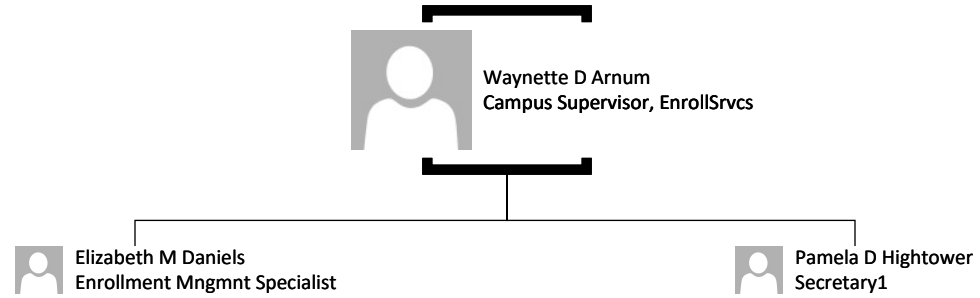 Waynette D Arnum
Campus Supervisor, EnrollSrvcs
Elizabeth M Daniels
Enrollment Mngmnt Specialist
Pamela D Hightower
Secretary1